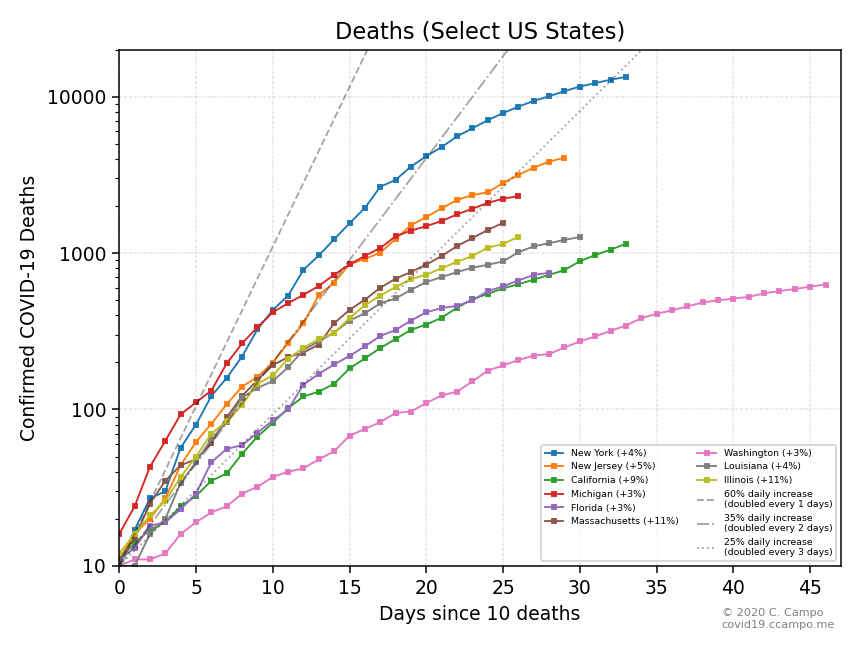 Deaths (Select US States)
Confirmed COVID-19 Deaths
10000
1000
100
10
0
5
10
15
20
25
30
35
40
45
Days since 10 deaths
New York (+4%)
New Jersey (+5%)
California (+9%)
Michigan (+3%)
Florida (+3%)
Massachusetts (+11%)
Washington (+3%)
Louisiana (+4%)
Illinois (+11%)
60% daily increase
(doubled every 1 days)
35% daily increase
(doubled every 2 days)
25% daily increase
(doubled every 3 days)
© 2020 C. Campo
covid19.ccampo.me